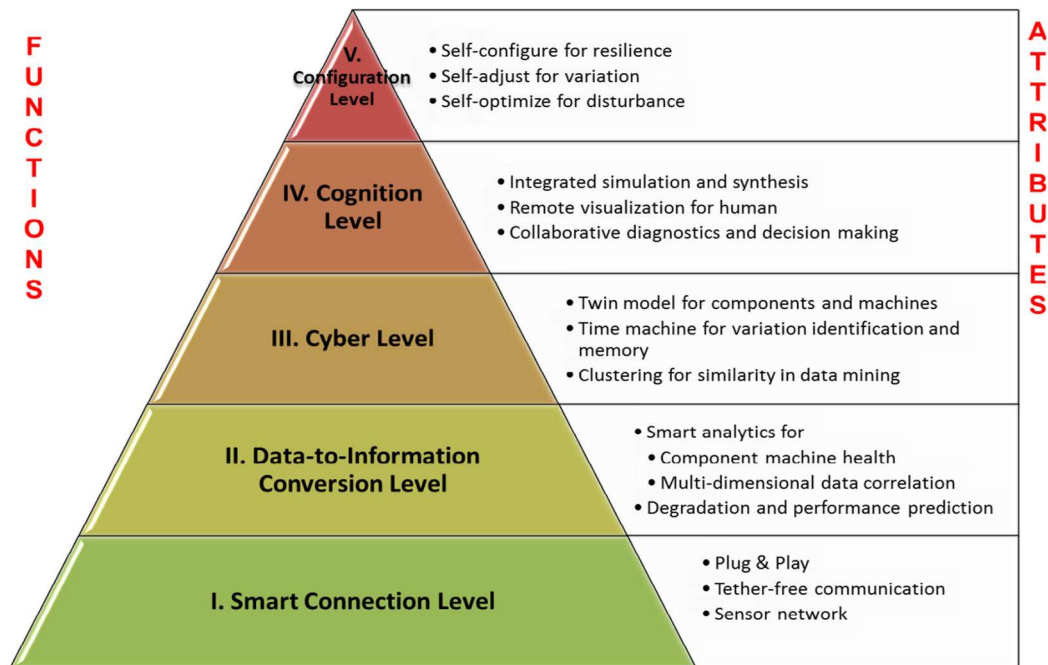 FUNCTIONS
ATTRIBUTES
V.
Configuration
Level
• Self-configure for resilience
• Self-adjust for variation
• Self-optimize for disturbance
IV. Cognition
Level
• Integrated simulation and synthesis
• Remote visualization for human
• Collaborative diagnostics and decision making
III. Cyber Level
• Twin model for components and machines
• Time machine for variation identification and
memory
• Clustering for similarity in data mining
II. Data-to-Information
Conversion Level
• Smart analytics for
• Component machine health
• Multi-dimensional data correlation
• Degradation and performance prediction
I. Smart Connection Level
• Plug & Play
• Tether-free communication
• Sensor network